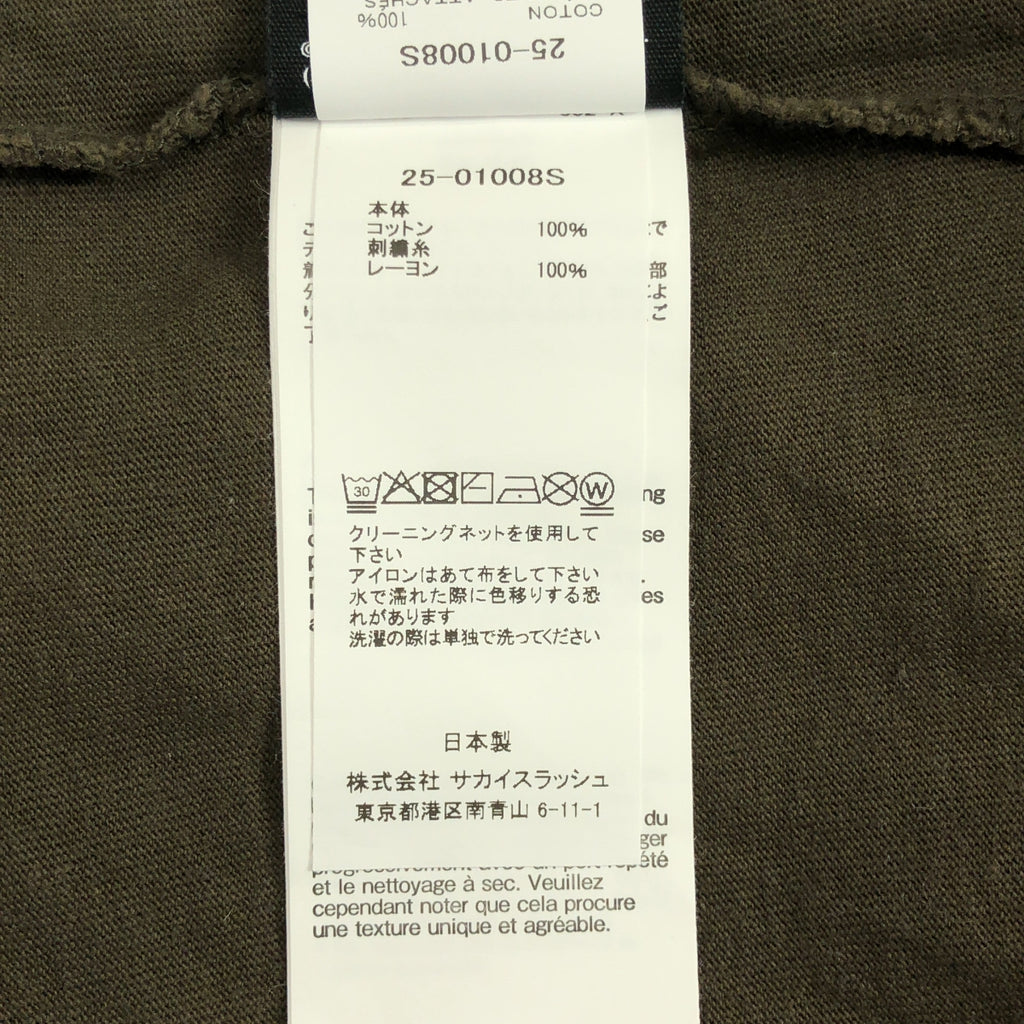 COTON 100%
25-01008S
25-01008S
本体
コットン 100%
刺繍糸
レーヨン 100%
30
W
クリーニングネットを使用して
下さい
アイロンはあて布をして下さい
水で濡れた際に色移りする恐
れがあります
洗濯の際は単独で洗ってください
日本製
株式会社 サカイスラッシュ
東京都港区南青山 6-11-1
du
et le nettoyage à sec. Veuillez
cependant noter que cela procure
une texture unique et agréable.